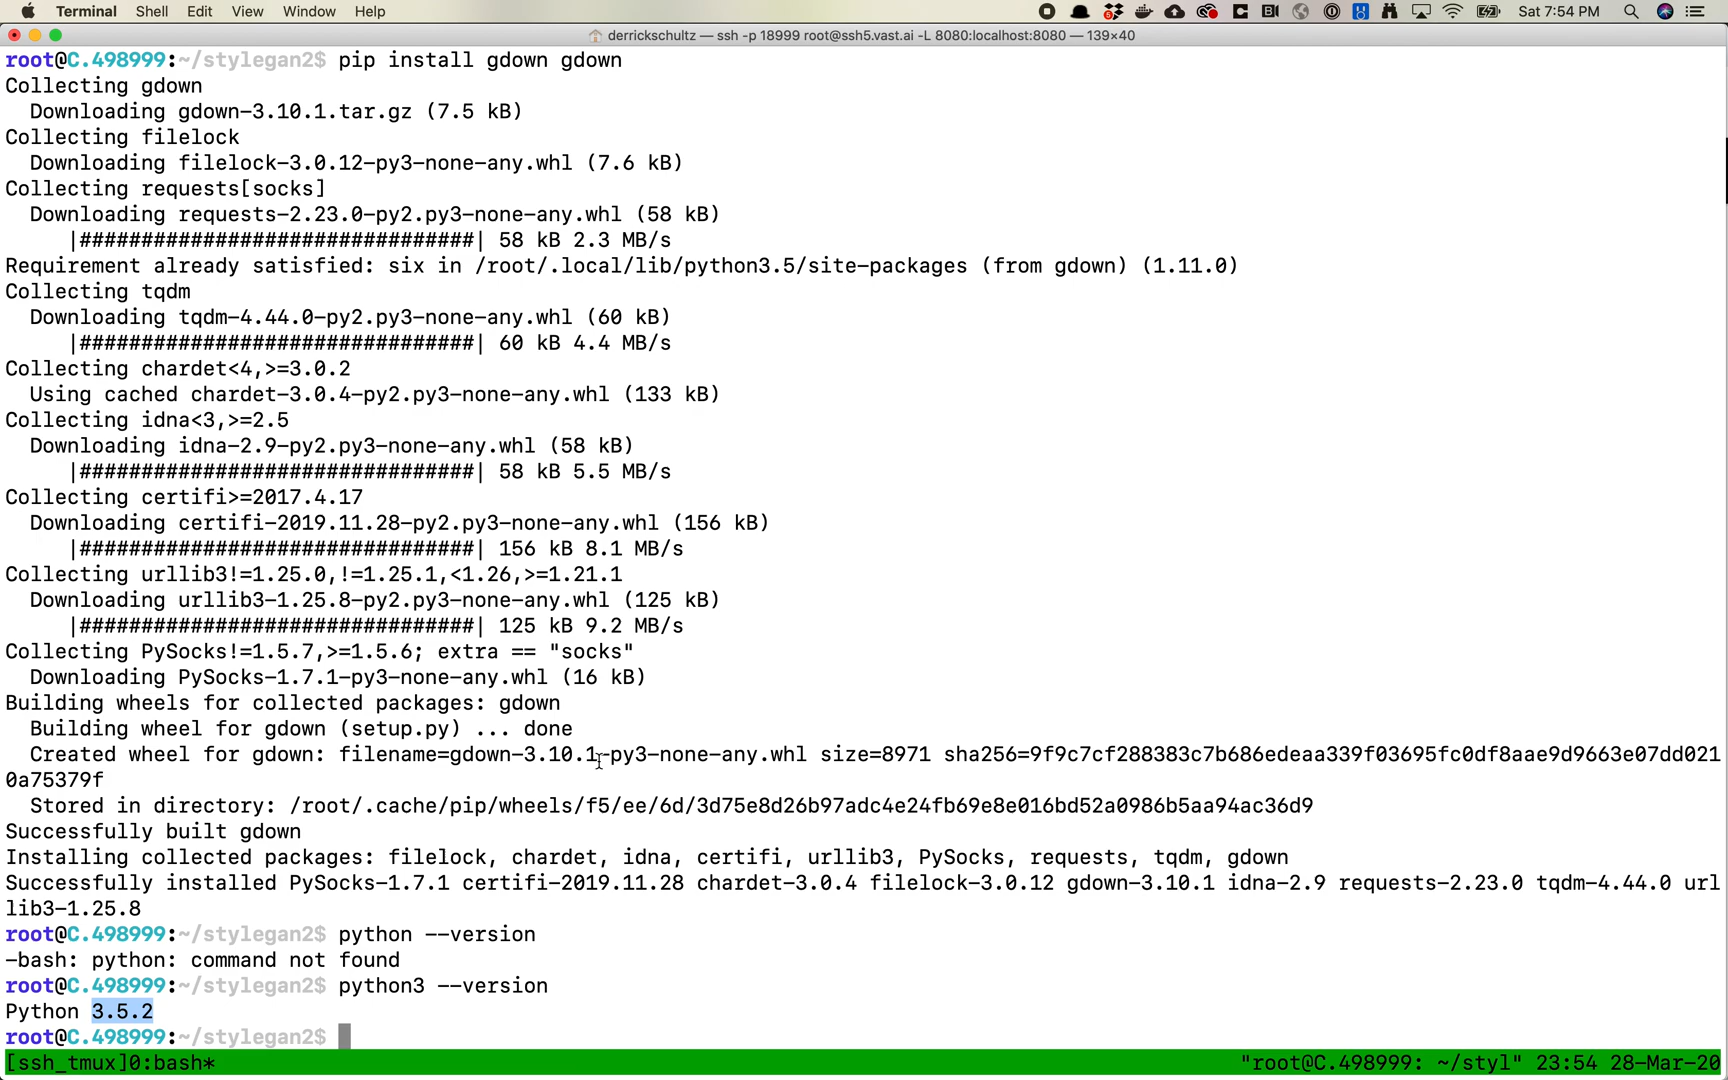 Terminal Shell Edit View Window Help Sat 7:54 PM
derrickschultz — ssh -p 18999 root@ssh5.vast.ai -L 8080:localhost:8080 — 139×40
root@C.498999:~/stylegan2$ pip install gdown gdown
Collecting gdown
Downloading gdown-3.10.1.tar.gz (7.5 kB)
Collecting filelock
Downloading filelock-3.0.12-py3-none-any.whl (7.6 kB)
Collecting requests[socks]
Downloading requests-2.23.0-py2.py3-none-any.whl (58 kB)
|################################| 58 kB 2.3 MB/s
Requirement already satisfied: six in /root/.local/lib/python3.5/site-packages (from gdown) (1.11.0)
Collecting tqdm
Downloading tqdm-4.44.0-py2.py3-none-any.whl (60 kB)
|################################| 60 kB 4.4 MB/s
Collecting chardet<4,>=3.0.2
Using cached chardet-3.0.4-py2.py3-none-any.whl (133 kB)
Collecting idna<3,>=2.5
Downloading idna-2.9-py2.py3-none-any.whl (58 kB)
|################################| 58 kB 5.5 MB/s
Collecting certifi>=2017.4.17
Downloading certifi-2019.11.28-py2.py3-none-any.whl (156 kB)
|################################| 156 kB 8.1 MB/s
Collecting urllib3!=1.25.0,!=1.25.1,<1.26,>=1.21.1
Downloading urllib3-1.25.8-py2.py3-none-any.whl (125 kB)
|################################| 125 kB 9.2 MB/s
Collecting PySocks!=1.5.7,>=1.5.6; extra == "socks"
Downloading PySocks-1.7.1-py3-none-any.whl (16 kB)
Building wheels for collected packages: gdown
Building wheel for gdown (setup.py) ... done
Created wheel for gdown: filename=gdown-3.10.1-py3-none-any.whl size=8971 sha256=9f9c7cf288383c7b686edeaa339f03695fc0df8aae9d9663e07dd021
0a75379f
Stored in directory: /root/.cache/pip/wheels/f5/ee/6d/3d75e8d26b97adc4e24fb69e8e016bd52a0986b5aa94ac36d9
Successfully built gdown
Installing collected packages: filelock, chardet, idna, certifi, urllib3, PySocks, requests, tqdm, gdown
Successfully installed PySocks-1.7.1 certifi-2019.11.28 chardet-3.0.4 filelock-3.0.12 gdown-3.10.1 idna-2.9 requests-2.23.0 tqdm-4.44.0 url
lib3-1.25.8
root@C.498999:~/stylegan2$ python --version
-bash: python: command not found
root@C.498999:~/stylegan2$ python3 --version
Python 3.5.2
root@C.498999:~/stylegan2$
[ssh_tmux]0:bash* "root@C.498999: ~/styl" 23:54 28-Mar-20